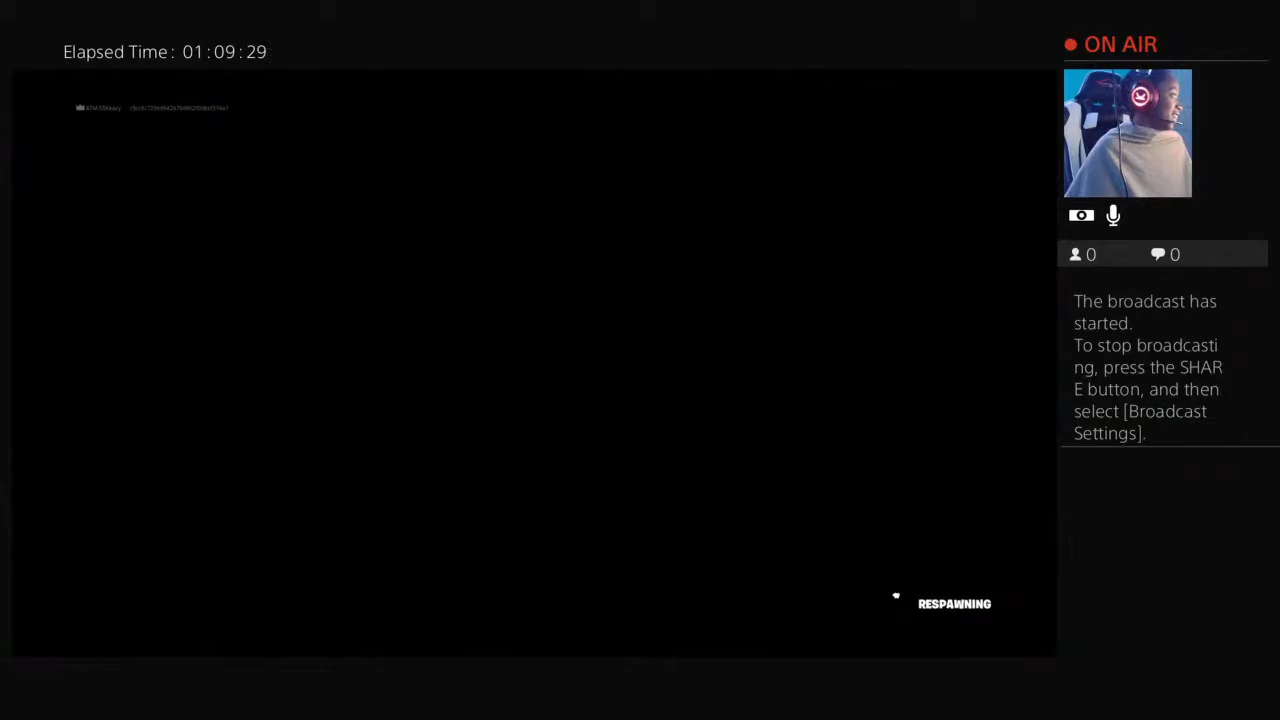 Elapsed Time: 01:09:29
ON AIR
0 0
The broadcast has
started.
To stop broadcasti
ng, press the SHAR
E button, and then
select [Broadcast
Settings].
RESPAWNING